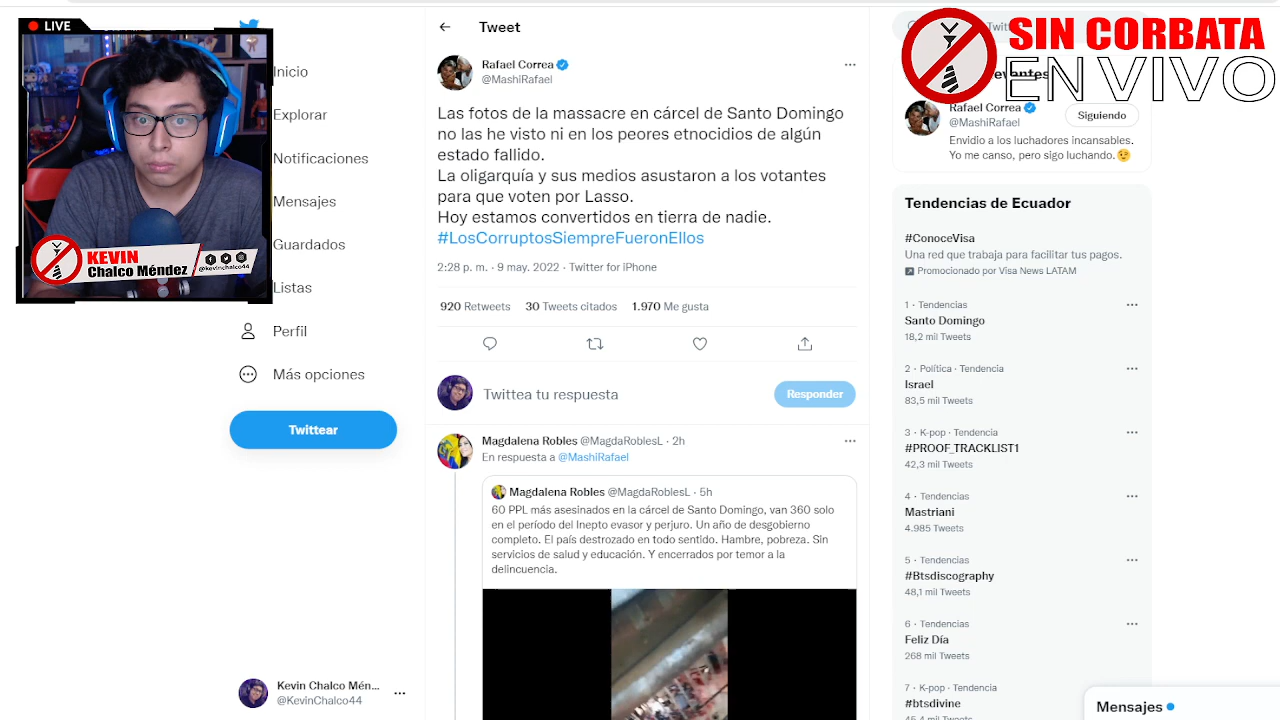 LIVE
KEVIN
Chalco Méndez
@kevinchalco44
SIN CORBATA
EN VIVO
Inicio
Explorar
Notificaciones
Mensajes
Guardados
Listas
Perfil
Más opciones
Twittear
Kevin Chalco Mén...
@KevinChalco44
Tweet
Rafael Correa
@MashiRafael
Las fotos de la massacre en cárcel de Santo Domingo
no las he visto ni en los peores etnocidios de algún
estado fallido.
La oligarquía y sus medios asustaron a los votantes
para que voten por Lasso.
Hoy estamos convertidos en tierra de nadie.
#LosCorruptosSiempreFueronEllos
2:28 p. m. · 9 may. 2022 · Twitter for iPhone
920 Retweets 30 Tweets citados 1.970 Me gusta
Twittea tu respuesta
Responder
Magdalena Robles @MagdaRoblesL · 2h
En respuesta a @MashiRafael
Magdalena Robles @MagdaRoblesL · 5h
60 PPL más asesinados en la cárcel de Santo Domingo, van 360 solo
en el período del Inepto evasor y perjuro. Un año de desgobierno
completo. El país destrozado en todo sentido. Hambre, pobreza. Sin
servicios de salud y educación. Y encerrados por temor a la
delincuencia.
Rafael Correa
@MashiRafael
Siguiendo
Envidio a los luchadores incansables.
Yo me canso, pero sigo luchando.😉
Tendencias de Ecuador
#ConoceVisa
Una red que trabaja para facilitar tus pagos.
Promocionado por Visa News LATAM
1 · Tendencias
Santo Domingo
18,2 mil Tweets
2 · Política · Tendencia
Israel
83,5 mil Tweets
3 · K-pop · Tendencia
#PROOF_TRACKLIST1
42,3 mil Tweets
4 · Tendencias
Mastriani
4.985 Tweets
5 · Tendencias
#Btsdiscography
48,1 mil Tweets
6 · Tendencias
Feliz Día
268 mil Tweets
7 · K-pop · Tendencia
#btsdivine
45,4 mil Tweets
Mensajes